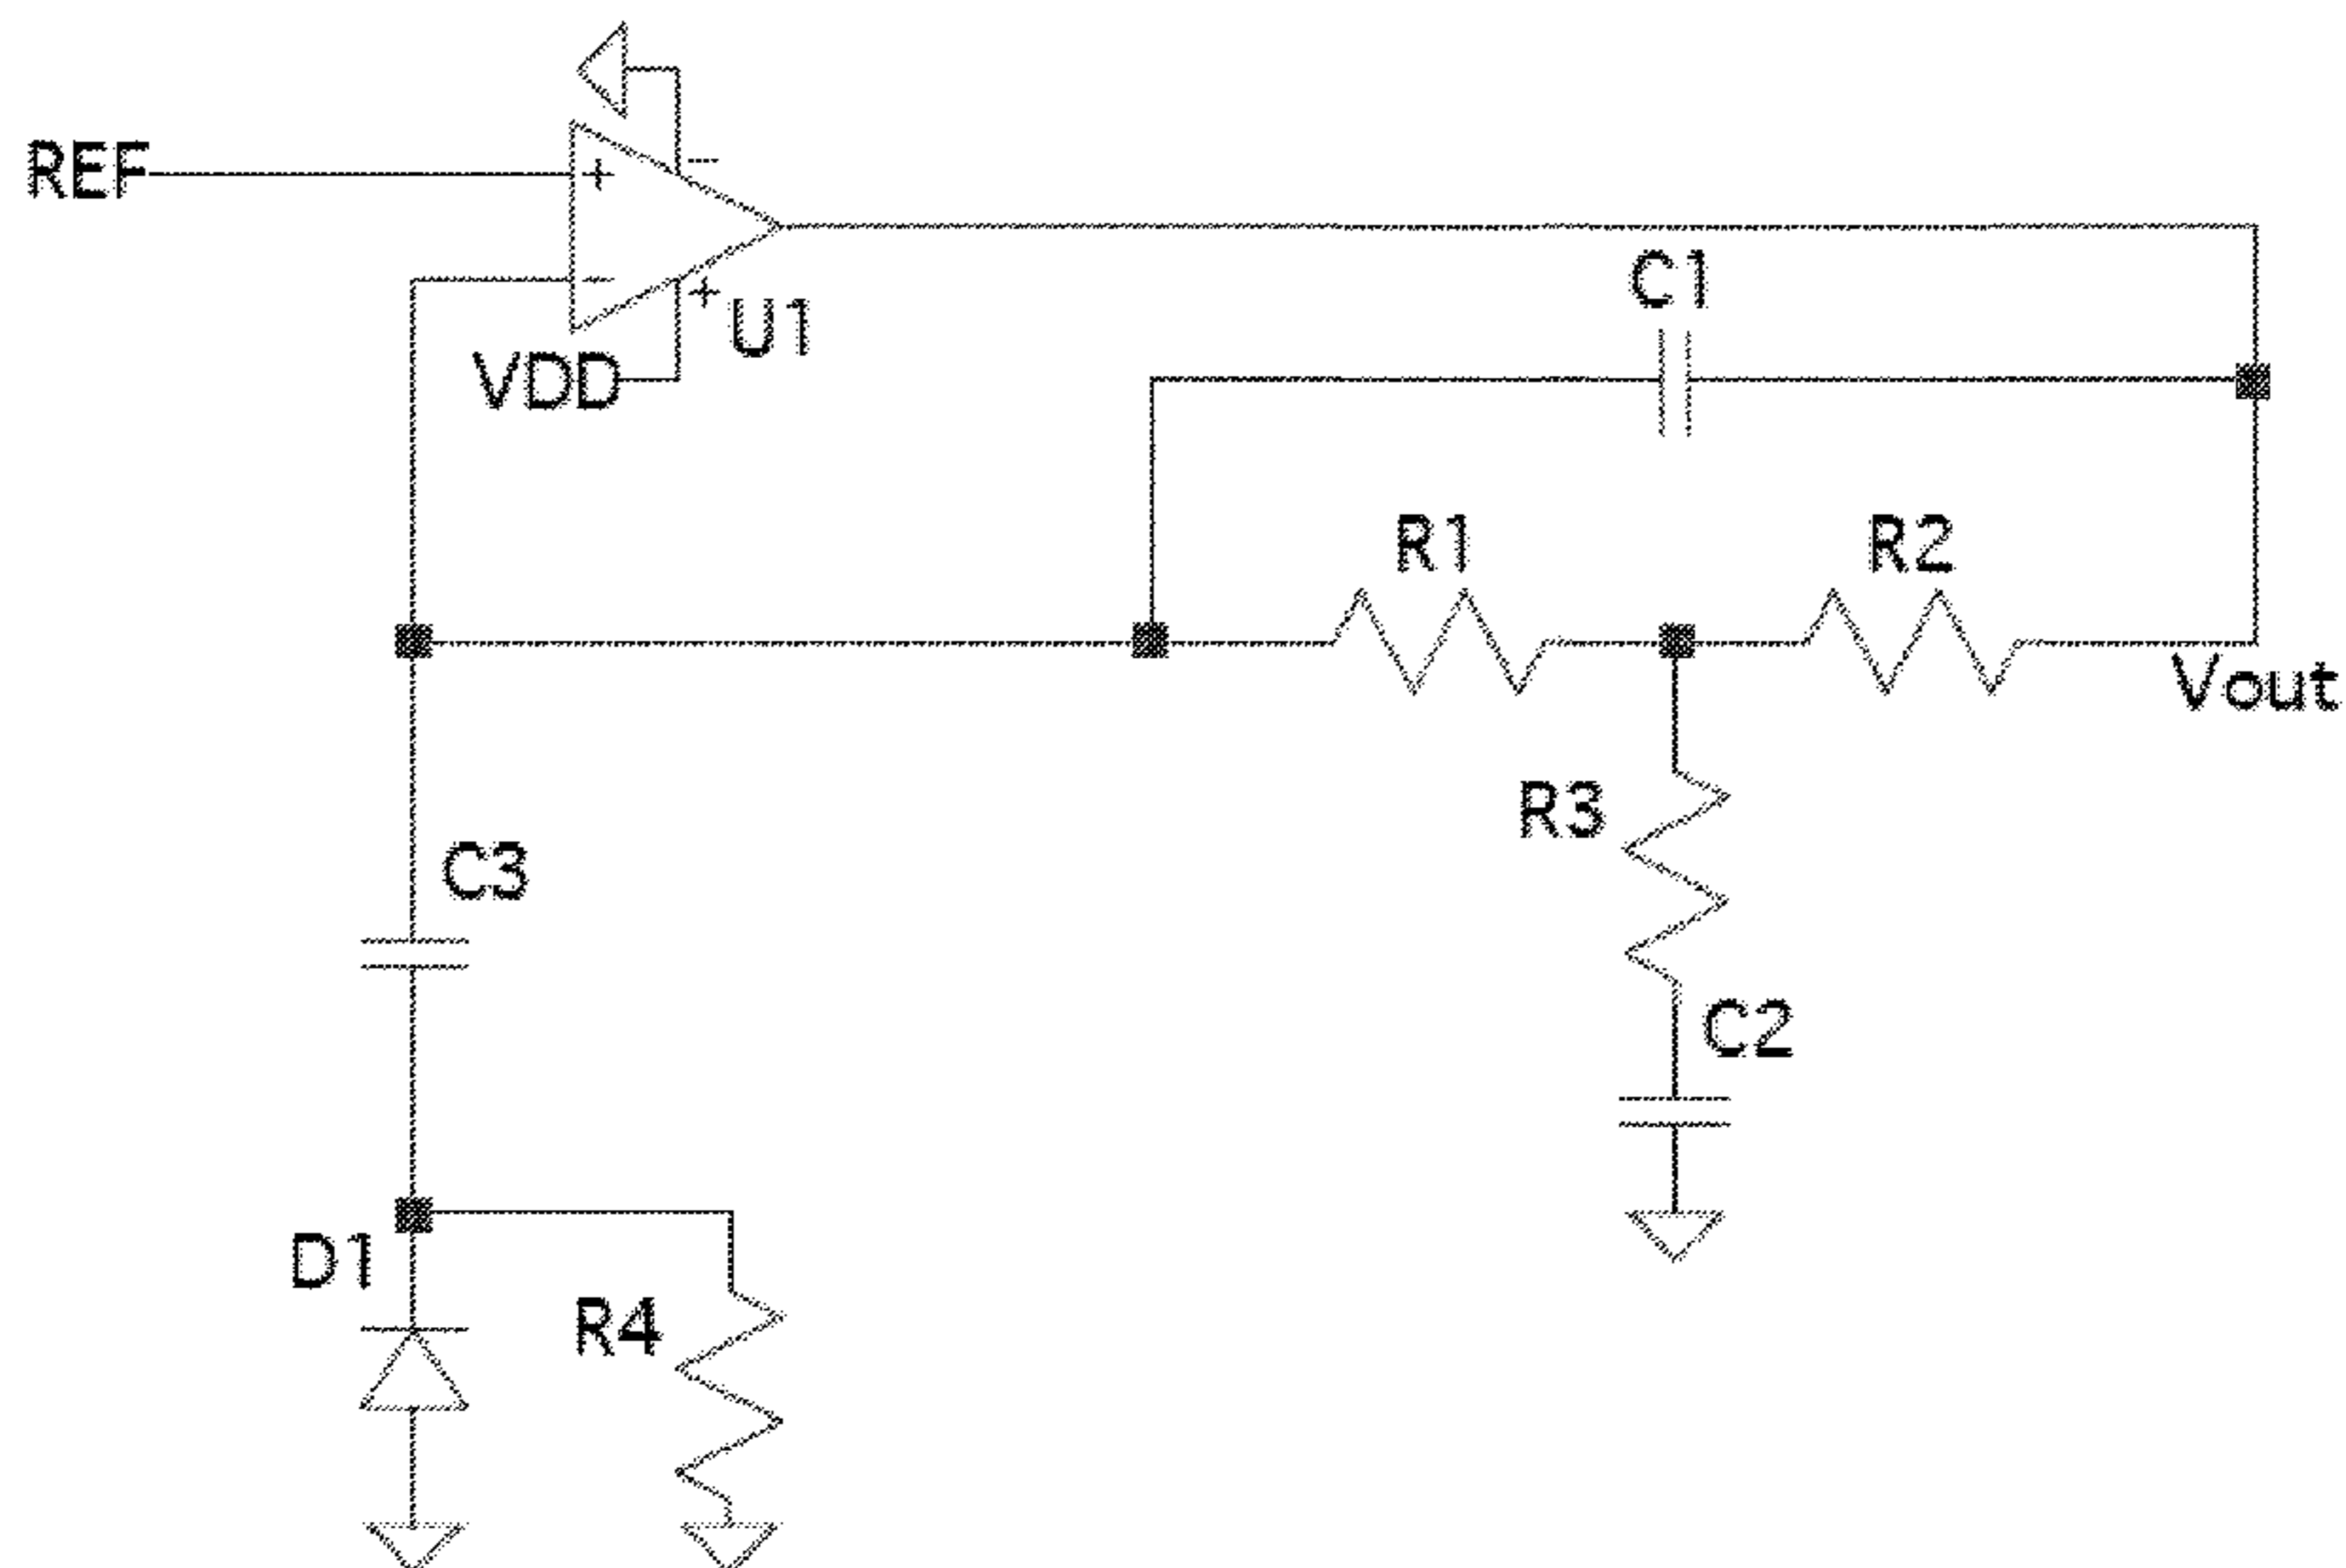 REF
+
-
-
+
U1
VDD
C1
R1
R2
Vout
R3
C3
C2
D1
R4